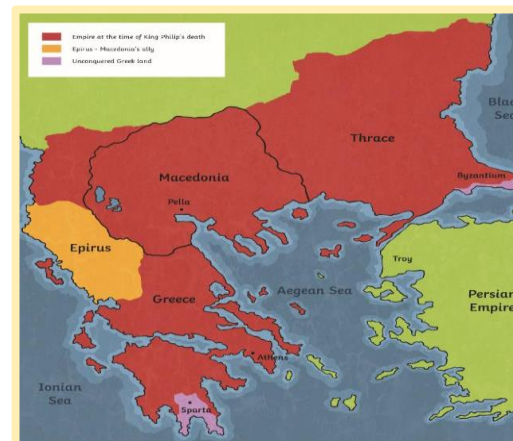 Empire at the time of King Philip's death
Epirus - Macedonia's ally
Unconquered Greek land
Black
Sea
Thrace
Byzantium
Macedonia
Pella
Epirus
Troy
Aegean Sea
Persian
Empire
Greece
Athens
Ionian
Sea
Sparta